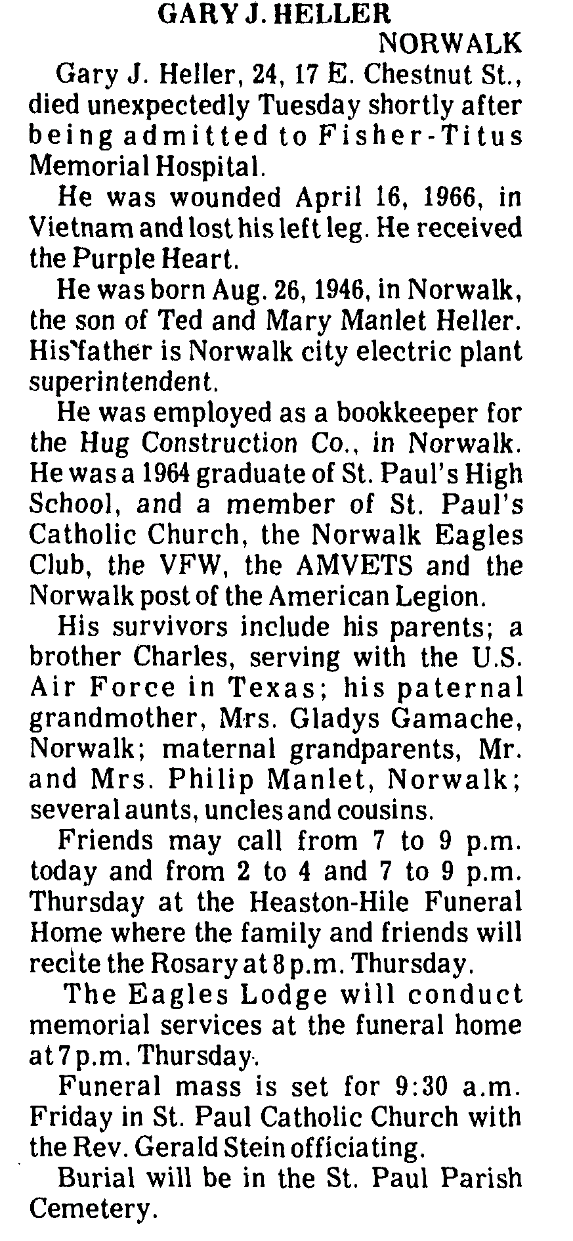 GARY J. HELLER
NORWALK
Gary J. Heller, 24, 17 E. Chestnut St.,
died unexpectedly Tuesday shortly after
being admitted to Fisher-Titus
Memorial Hospital.
He was wounded April 16, 1966, in
Vietnam and lost his left leg. He received
the Purple Heart.
He was born Aug. 26, 1946, in Norwalk,
the son of Ted and Mary Manlet Heller.
His father is Norwalk city electric plant
superintendent.
He was employed as a bookkeeper for
the Hug Construction Co., in Norwalk.
He was a 1964 graduate of St. Paul's High
School, and a member of St. Paul's
Catholic Church, the Norwalk Eagles
Club, the VFW, the AMVETS and the
Norwalk post of the American Legion.
His survivors include his parents; a
brother Charles, serving with the U.S.
Air Force in Texas; his paternal
grandmother, Mrs. Gladys Gamache,
Norwalk; maternal grandparents, Mr.
and Mrs. Philip Manlet, Norwalk;
several aunts, uncles and cousins.
Friends may call from 7 to 9 p.m.
today and from 2 to 4 and 7 to 9 p.m.
Thursday at the Heaston-Hile Funeral
Home where the family and friends will
recite the Rosary at 8 p.m. Thursday.
The Eagles Lodge will conduct
memorial services at the funeral home
at 7 p.m. Thursday.
Funeral mass is set for 9:30 a.m.
Friday in St. Paul Catholic Church with
the Rev. Gerald Stein officiating.
Burial will be in the St. Paul Parish
Cemetery.